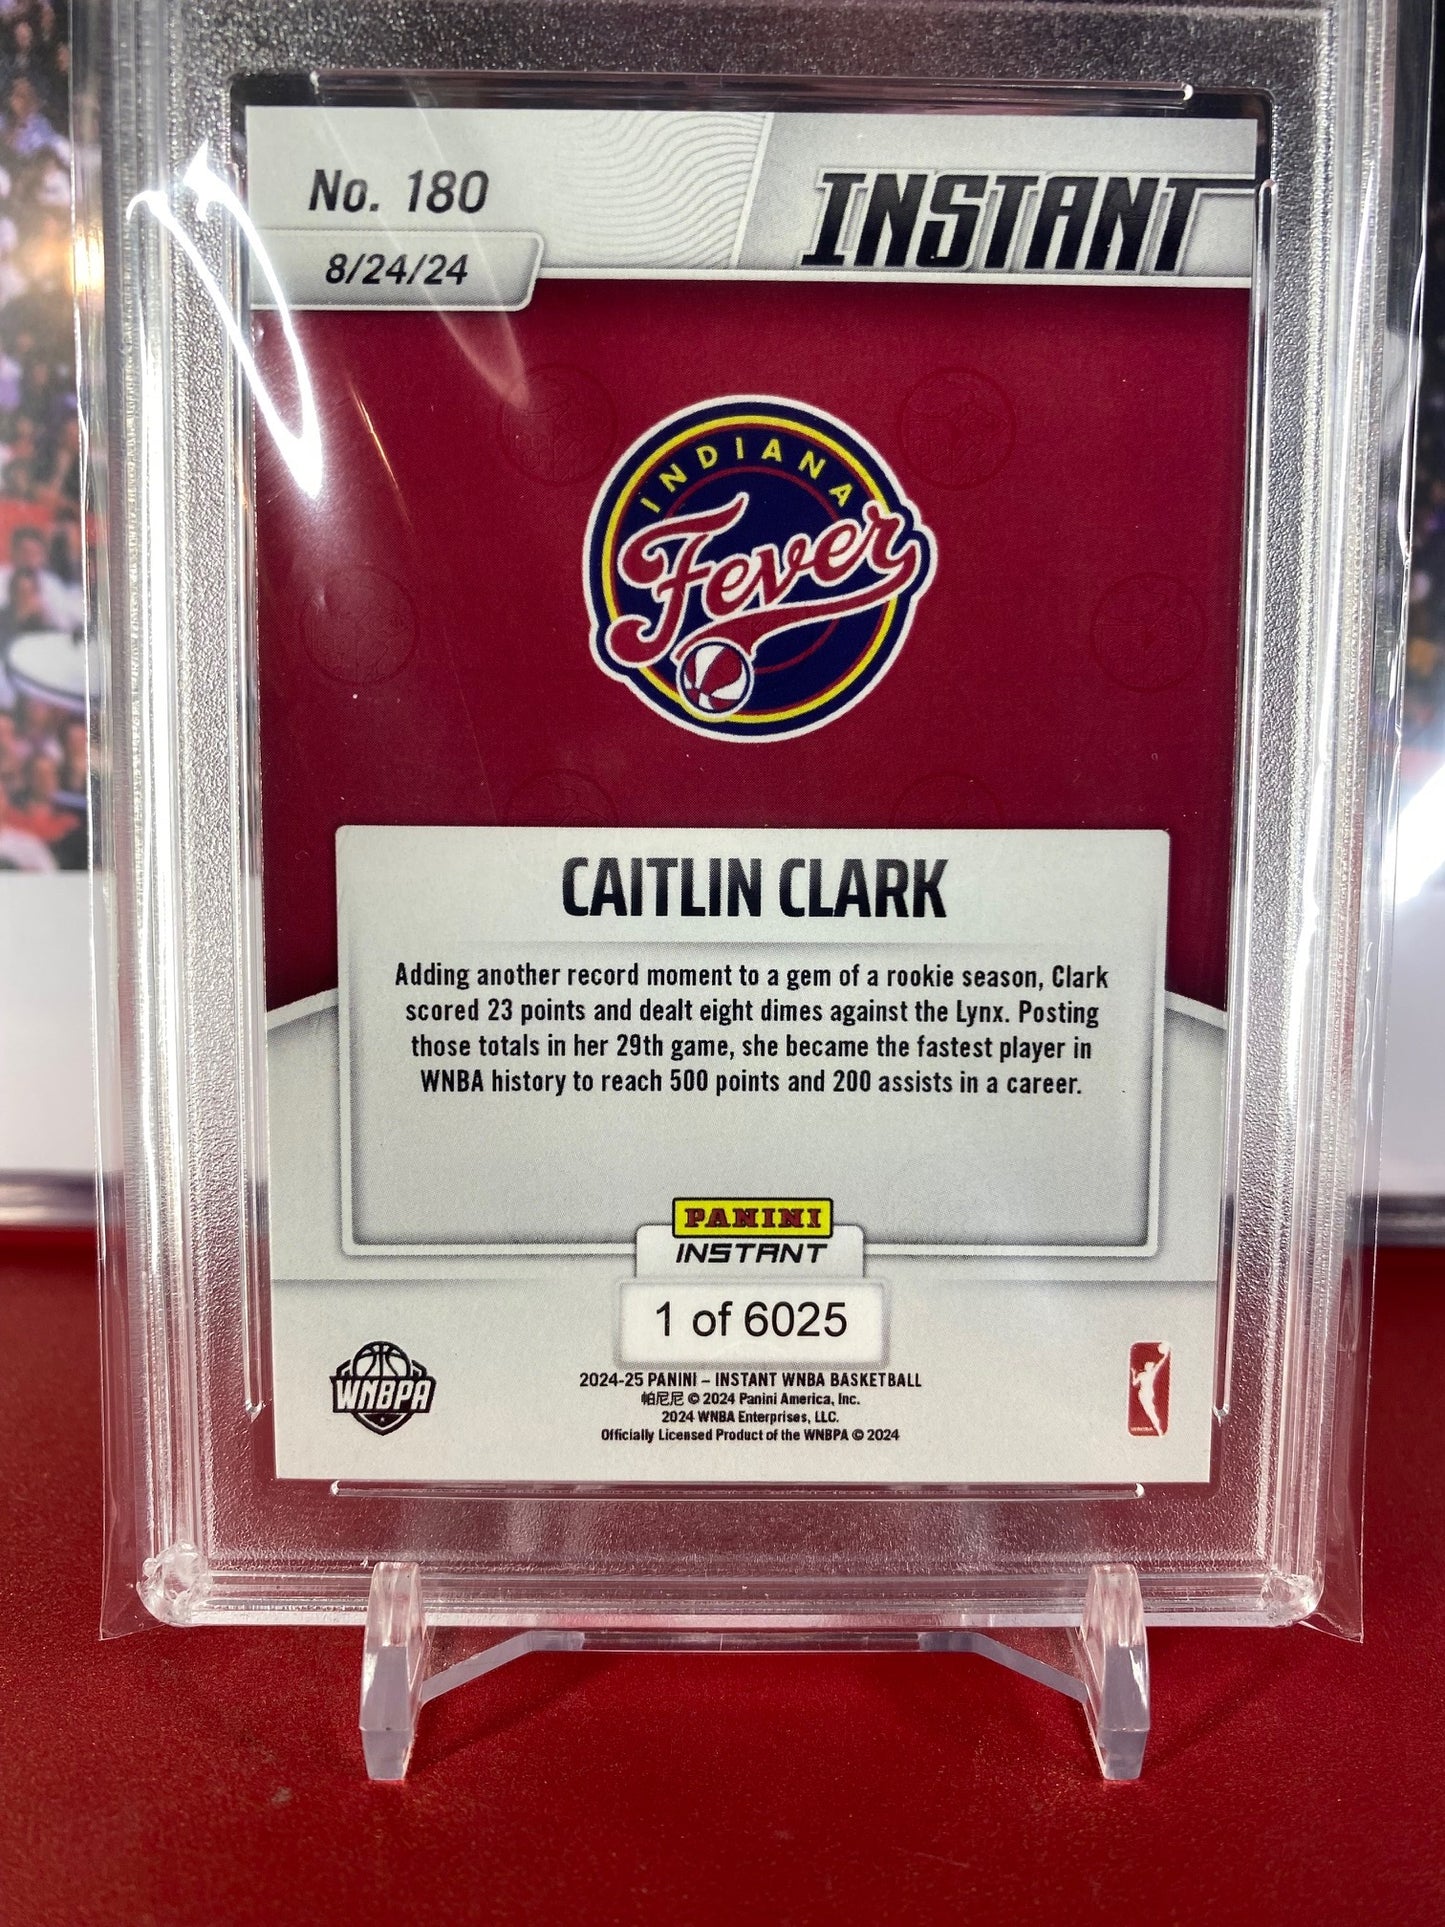 No. 180
INSTANT
8/24/24
INDIANA
Fever
CAITLIN CLARK
Adding another record moment to a gem of a rookie season, Clark
scored 23 points and dealt eight dimes against the Lynx. Posting
those totals in her 29th game, she became the fastest player in
WNBA history to reach 500 points and 200 assists in a career.
PANINI
INSTANT
1 of 6025
WNBPA
2024-25 PANINI – INSTANT WNBA BASKETBALL
帕尼尼 © 2024 Panini America, Inc.
2024 WNBA Enterprises, LLC.
Officially Licensed Product of the WNBPA © 2024
WNBA